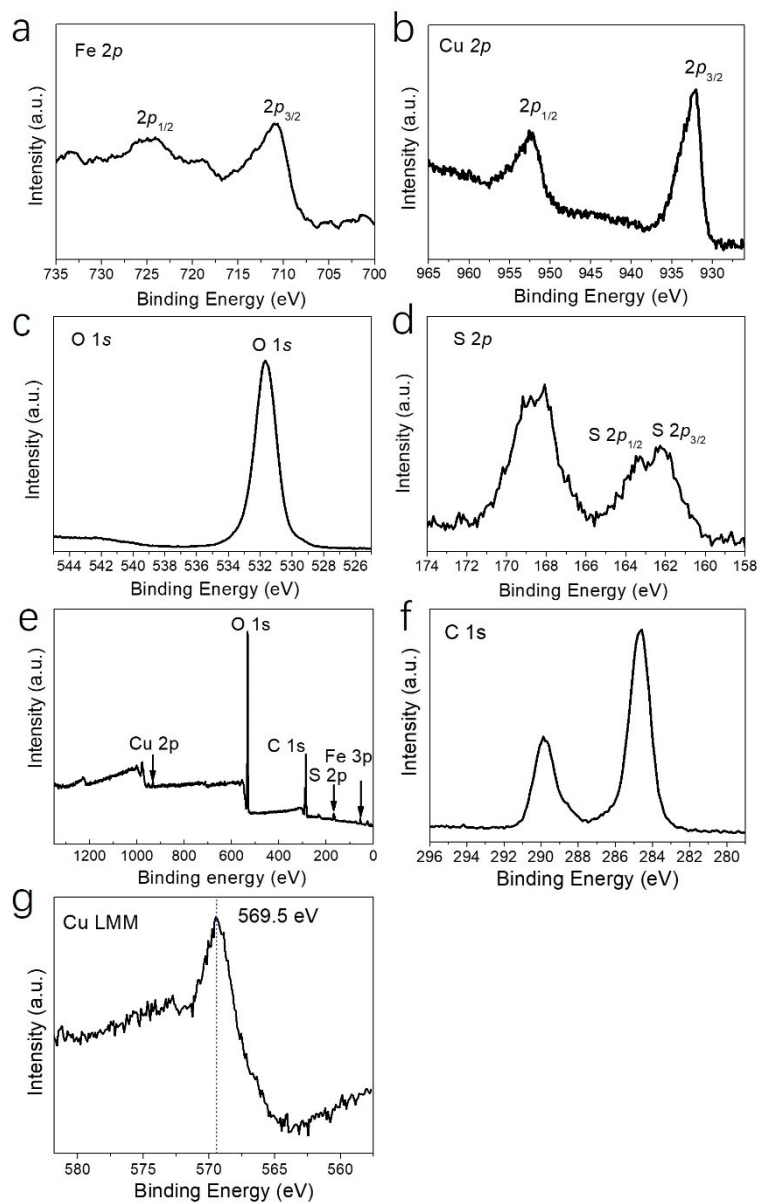 a
Fe 2p
2p1/2
2p3/2
Intensity (a.u.)
735 730 725 720 715 710 705 700
Binding Energy (eV)
b
Cu 2p
2p1/2
2p3/2
Intensity (a.u.)
965 960 955 950 945 940 935 930
Binding Energy (eV)
c
O 1s
O 1s
Intensity (a.u.)
544 542 540 538 536 534 532 530 528 526
Binding Energy (eV)
d
S 2p
S 2p1/2
S 2p3/2
Intensity (a.u.)
174 172 170 168 166 164 162 160 158
Binding Energy (eV)
e
O 1s
Cu 2p
C 1s
S 2p
Fe 3p
Intensity (a.u.)
1200 1000 800 600 400 200 0
Binding energy (eV)
f
C 1s
Intensity (a.u.)
296 294 292 290 288 286 284 282 280
Binding Energy (eV)
g
Cu LMM
569.5 eV
Intensity (a.u.)
580 575 570 565 560
Binding Energy (eV)